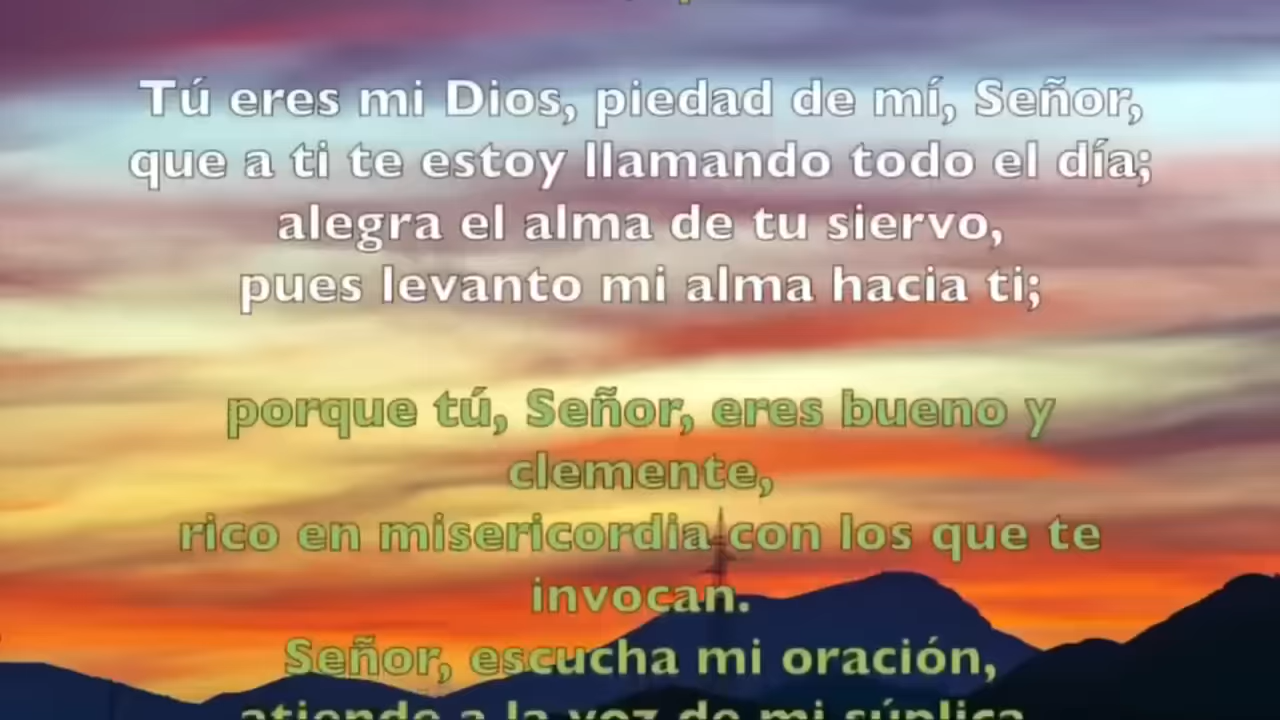 Tú eres mi Dios, piedad de mí, Señor,
que a ti te estoy llamando todo el día;
alegra el alma de tu siervo,
pues levanto mi alma hacia ti;
porque tú, Señor, eres bueno y
clemente,
rico en misericordia con los que te
invocan.
Señor, escucha mi oración,
atiende a la voz de mi súplica